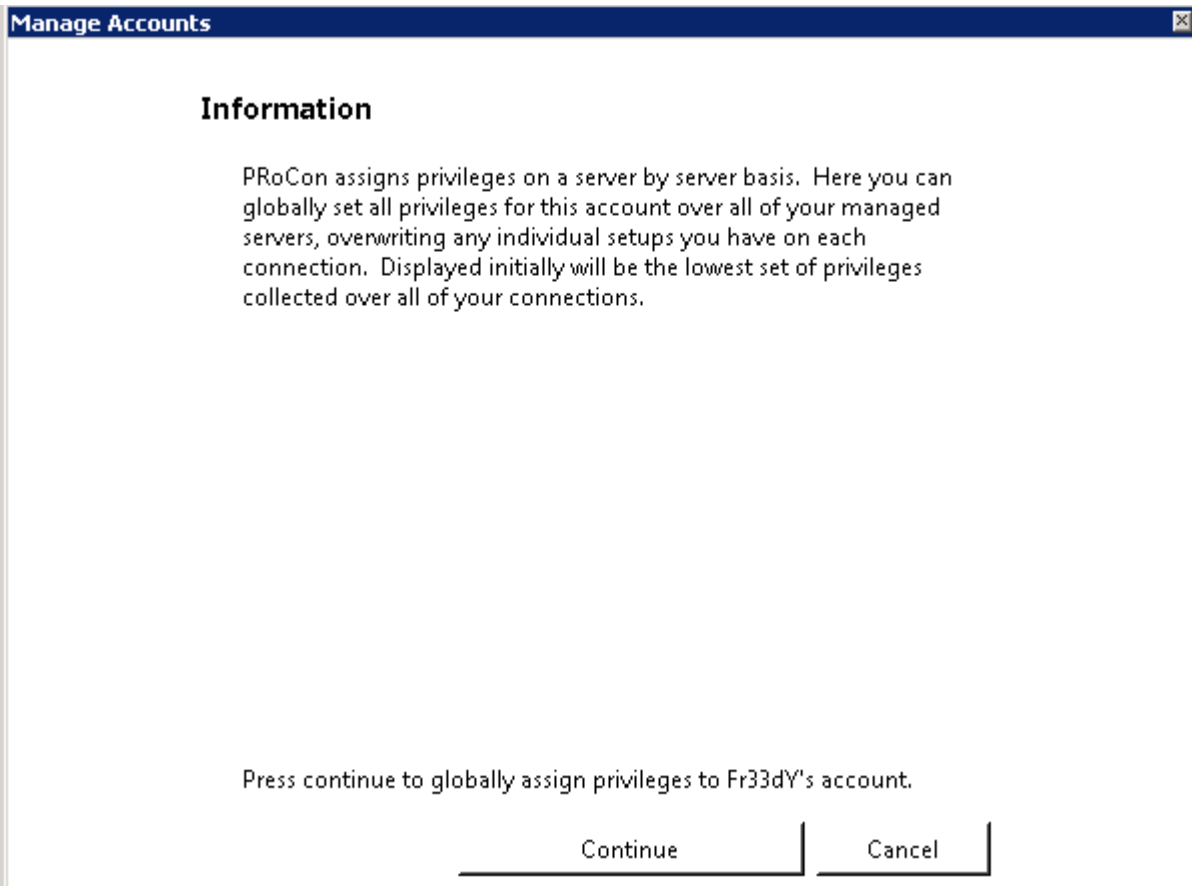 Manage Accounts
Information
PRoCon assigns privileges on a server by server basis.  Here you can
globally set all privileges for this account over all of your managed
servers, overwriting any individual setups you have on each
connection.  Displayed initially will be the lowest set of privileges
collected over all of your connections.
Press continue to globally assign privileges to Fr33dY's account.
Continue
Cancel